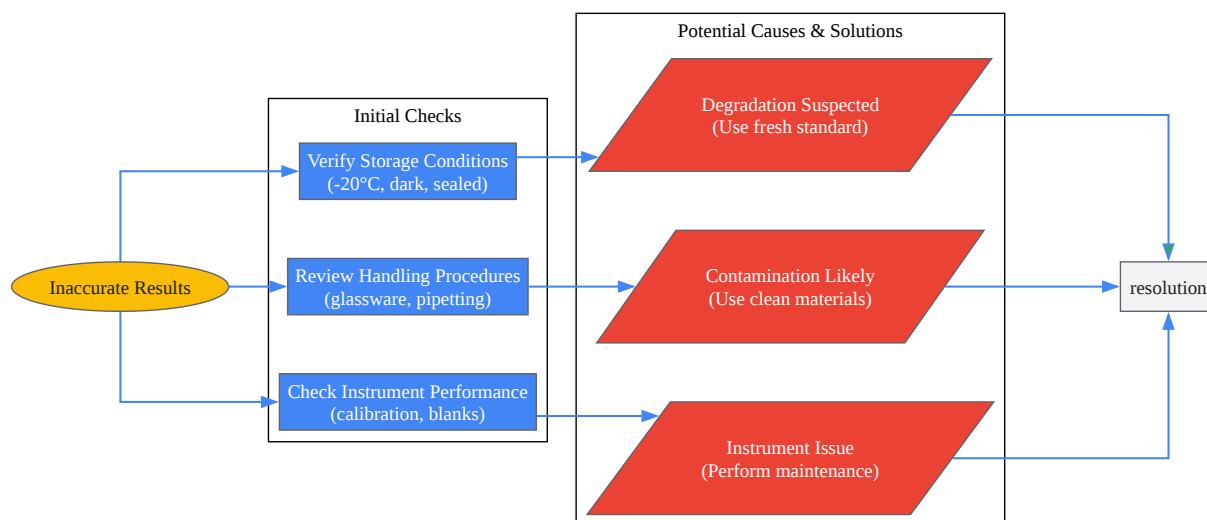 Potential Causes & Solutions
Initial Checks
Degradation Suspected
(Use fresh standard)
Verify Storage Conditions
(-20°C, dark, sealed)
Inaccurate Results
Review Handling Procedures
(glassware, pipetting)
Contamination Likely
(Use clean materials)
resolution
Check Instrument Performance
(calibration, blanks)
Instrument Issue
(Perform maintenance)